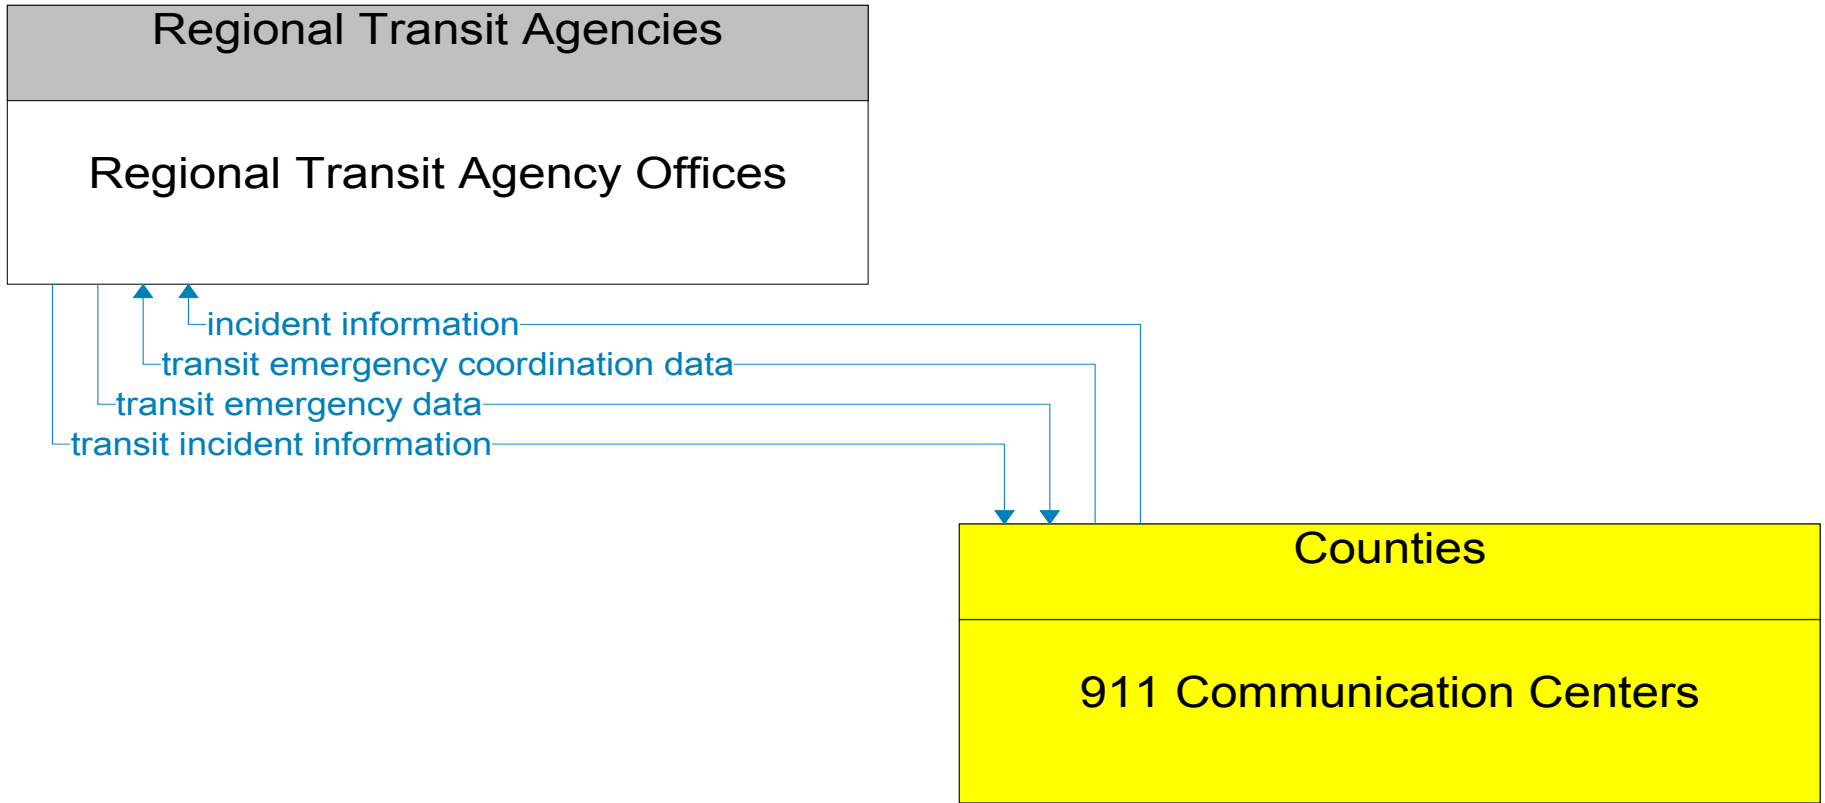 Regional Transit Agencies
Regional Transit Agency Offices
incident information
transit emergency coordination data
transit emergency data
transit incident information
Counties
911 Communication Centers